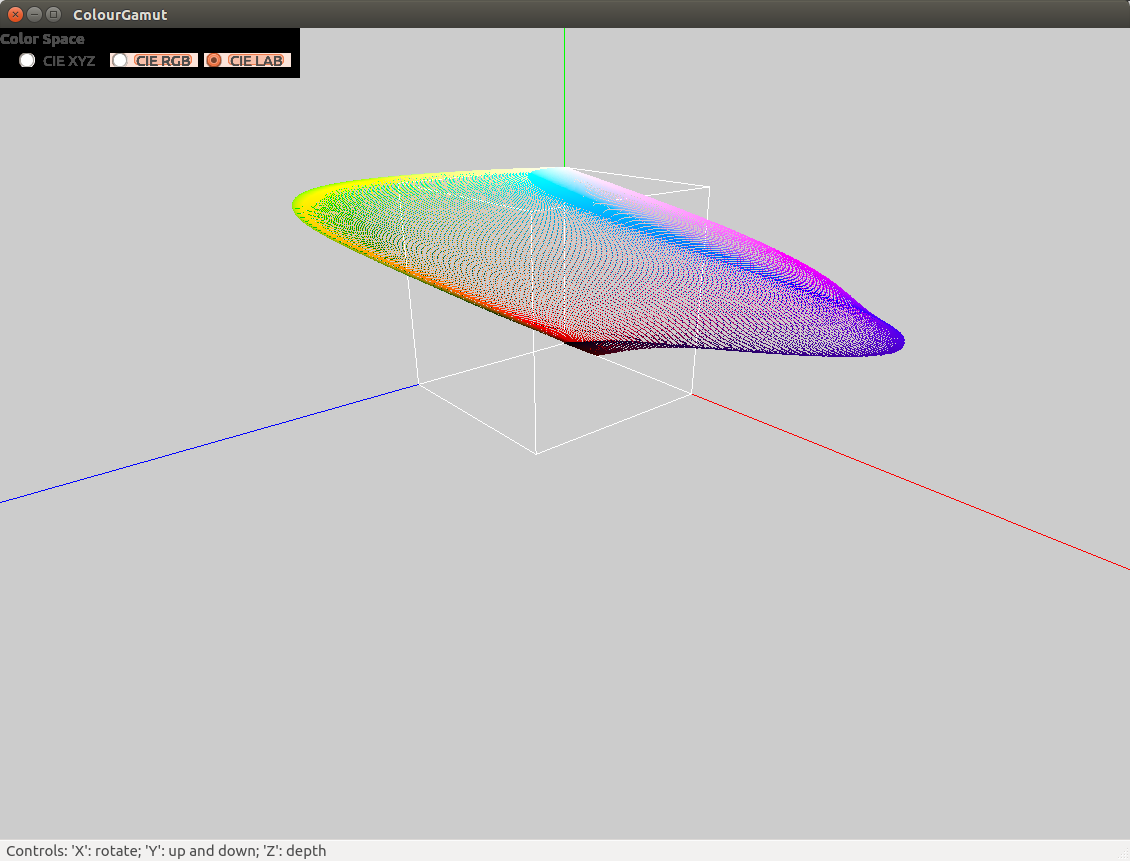 ColourGamut
Color Space
CIE XYZ CIE RGB CIE LAB
Controls: 'X': rotate; 'Y': up and down; 'Z': depth